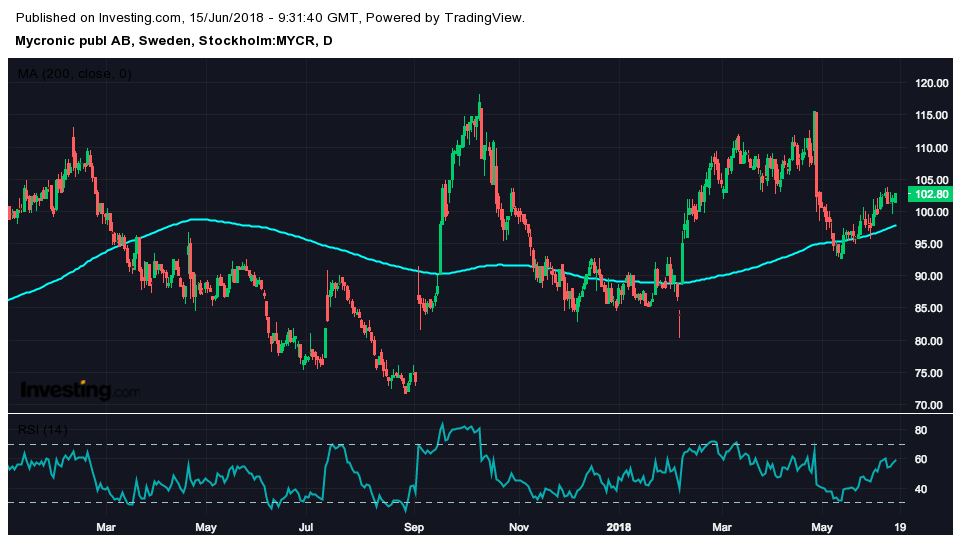 Published on Investing.com, 15/Jun/2018 - 9:31:40 GMT, Powered by TradingView.
Mycronic publ AB, Sweden, Stockholm:MYCR, D
MA (200, close, 0)
120.00
115.00
110.00
105.00
102.80
100.00
95.00
90.00
85.00
80.00
75.00
70.00
Investing.com
RSI (14)
80
60
40
Mar May Jul Sep Nov 2018 Mar May 19